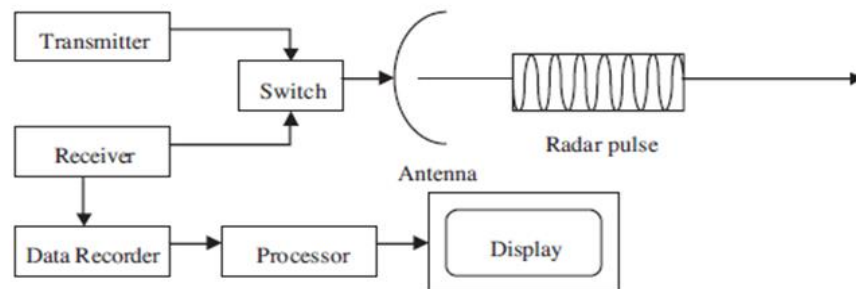 Transmitter
Switch
Receiver
Radar pulse
Antenna
Data Recorder
Processor
Display